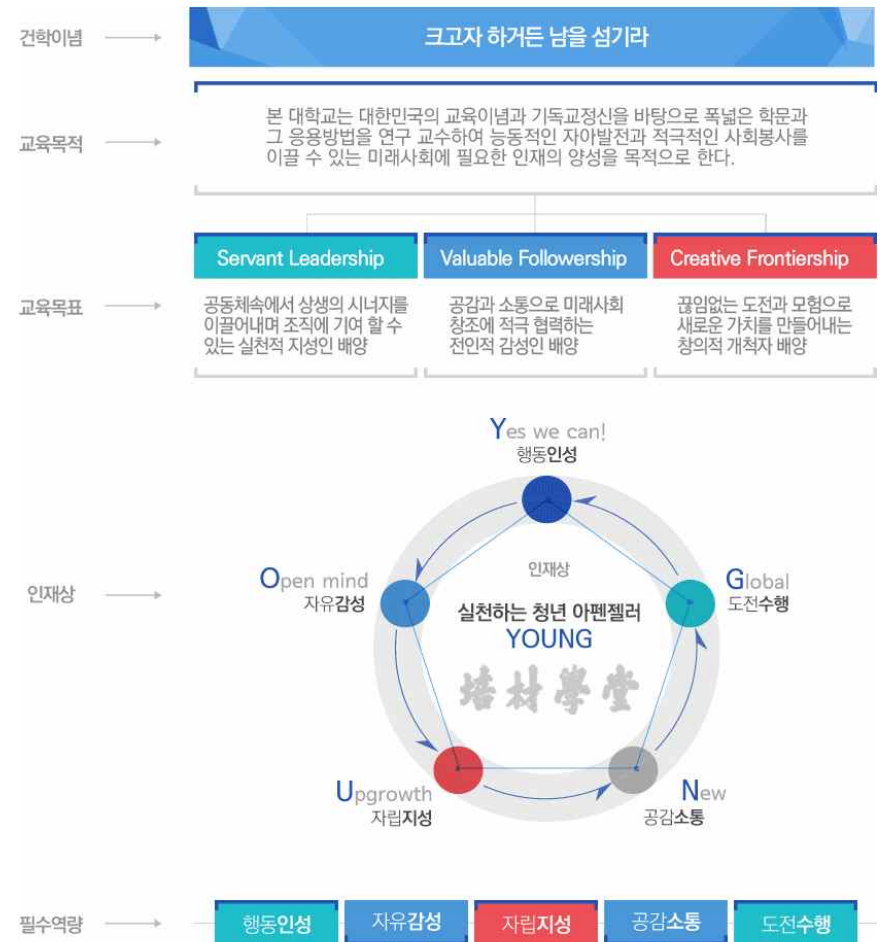 건학이념
크고자 하거든 남을 섬기라
교육목적
본 대학교는 대한민국의 교육이념과 기독교정신을 바탕으로 폭넓은 학문과
그 응용방법을 연구 교수하여 능동적인 자아발전과 적극적인 사회봉사를
이끌 수 있는 미래사회에 필요한 인재의 양성을 목적으로 한다.
교육목표
Servant Leadership
공동체속에서 상생의 시너지를
이끌어내며 조직에 기여 할 수
있는 실천적 지성인 배양
Valuable Followership
공감과 소통으로 미래사회
창조에 적극 협력하는
전인적 감성인 배양
Creative Frontiership
끊임없는 도전과 모험으로
새로운 가치를 만들어내는
창의적 개척자 배양
인재상
Yes we can!
행동인성
Open mind
자유감성
Global
도전수행
인재상
실천하는 청년 아펜젤러
YOUNG
培材學堂
Upgrowth
자립지성
New
공감소통
필수역량
행동인성
자유감성
자립지성
공감소통
도전수행